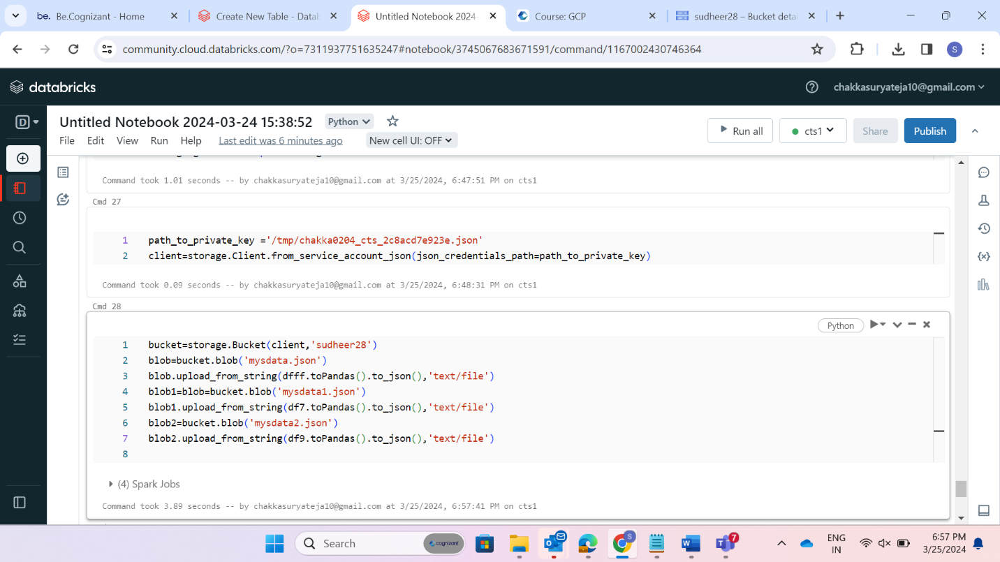 be. Be.Cognizant - Home
Create New Table - Datab
Untitled Notebook 2024-
Course: GCP
sudheer28 – Bucket detai
community.cloud.databricks.com/?o=7311937751635247#notebook/3745067683671591/command/1167002430746364
S
databricks
chakkasuryateja10@gmail.com
D
Untitled Notebook 2024-03-24 15:38:52
Python
File Edit View Run Help Last edit was 6 minutes ago New cell UI: OFF
Run all
cts1
Share
Publish
Command took 1.01 seconds -- by chakkasuryateja10@gmail.com at 3/25/2024, 6:47:51 PM on cts1
Cmd 27
1 path_to_private_key ='/tmp/chakka0204_cts_2c8acd7e923e.json'
2 client=storage.Client.from_service_account_json(json_credentials_path=path_to_private_key)
Command took 0.09 seconds -- by chakkasuryateja10@gmail.com at 3/25/2024, 6:48:31 PM on cts1
Cmd 28
Python
1 bucket=storage.Bucket(client,'sudheer28')
2 blob=bucket.blob('mysdata.json')
3 blob.upload_from_string(dfff.toPandas().to_json(),'text/file')
4 blob1=blob=bucket.blob('mysdata1.json')
5 blob1.upload_from_string(df7.toPandas().to_json(),'text/file')
6 blob2=bucket.blob('mysdata2.json')
7 blob2.upload_from_string(df9.toPandas().to_json(),'text/file')
8
(4) Spark Jobs
Command took 3.89 seconds -- by chakkasuryateja10@gmail.com at 3/25/2024, 6:57:41 PM on cts1
Search
cognizant
S
7
ENG
IN
6:57 PM
3/25/2024